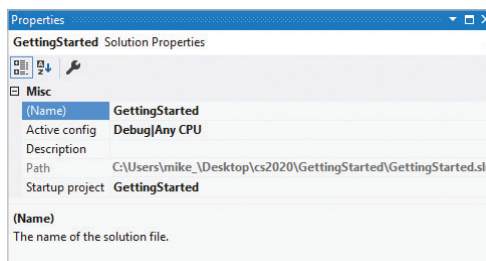 Properties
GettingStarted Solution Properties
Misc
(Name) GettingStarted
Active config Debug|Any CPU
Description
Path C:\Users\mike_\Desktop\cs2020\GettingStarted\GettingStarted.sl
Startup project GettingStarted
(Name)
The name of the solution file.